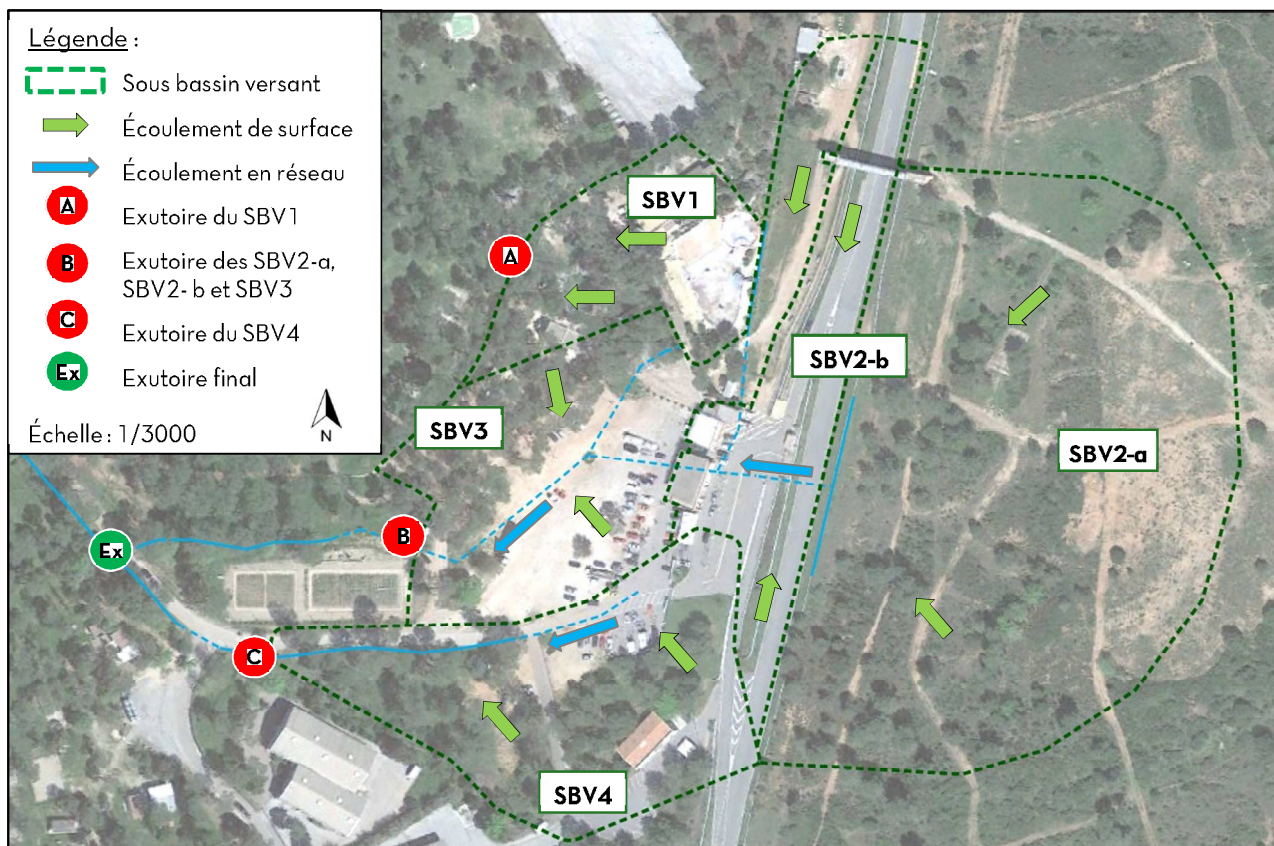 Légende :
Sous bassin versant
Écoulement de surface
Écoulement en réseau
A
Exutoire du SBV1
B
Exutoire des SBV2-a,
SBV2- b et SBV3
C
Exutoire du SBV4
Ex
Exutoire final
Échelle : 1/3000
N
SBV1
A
SBV2-b
SBV3
SBV2-a
B
Ex
C
SBV4